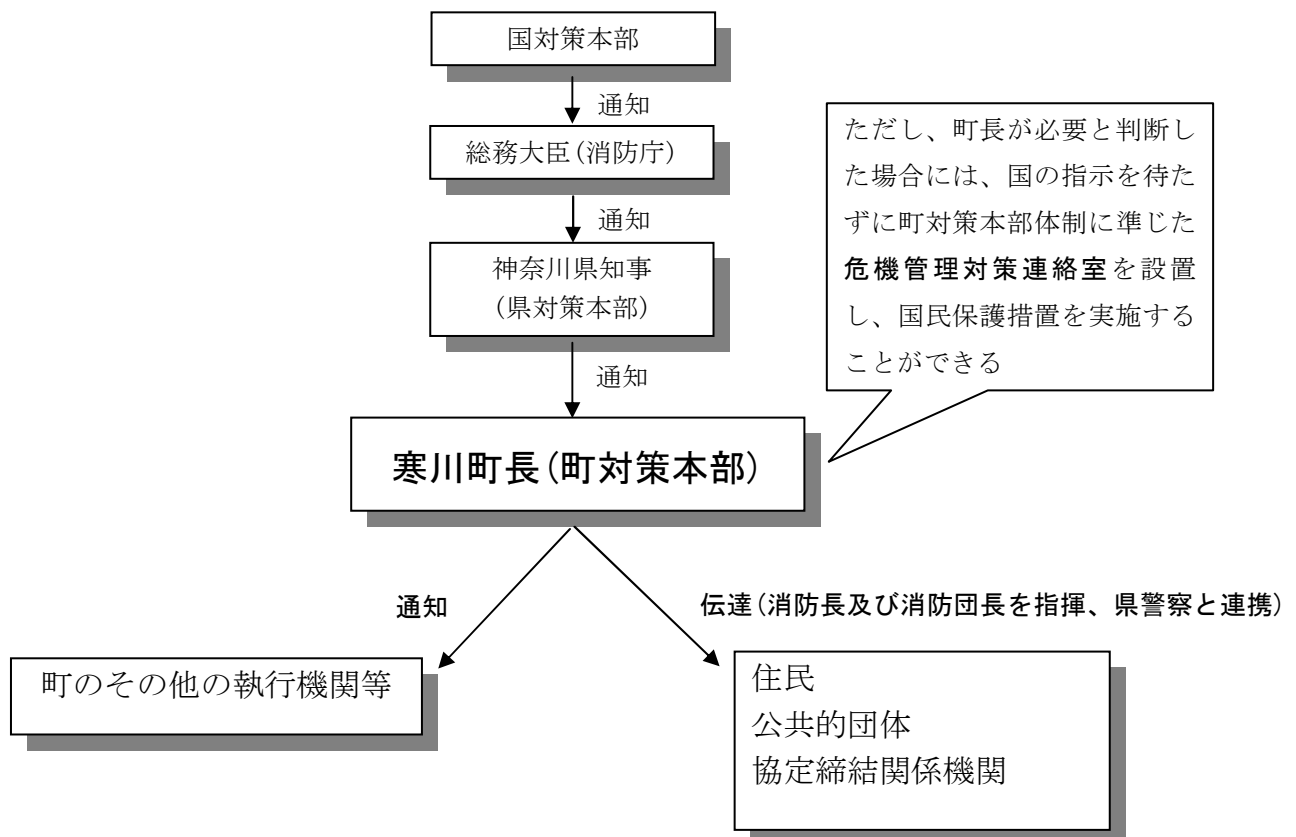 国対策本部
通知
総務大臣(消防庁)
通知
神奈川県知事
(県対策本部)
通知
ただし、町長が必要と判断し
た場合には、国の指示を待た
ずに町対策本部体制に準じた
危機管理対策連絡室を設置
し、国民保護措置を実施する
ことができる
寒川町長(町対策本部)
通知
伝達(消防長及び消防団長を指揮、県警察と連携)
町のその他の執行機関等
住民
公共的団体
協定締結関係機関